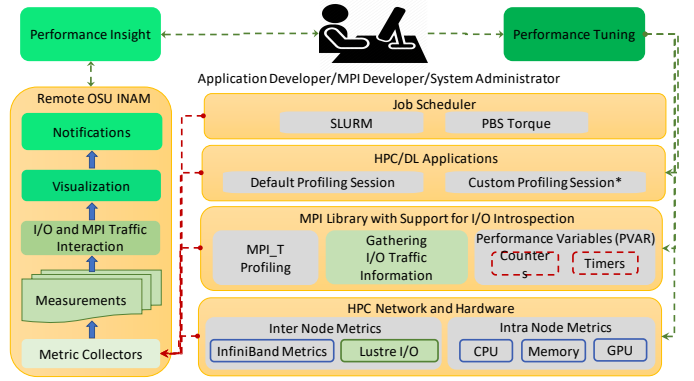 Performance Insight
Performance Tuning
Application Developer/MPI Developer/System Administrator
Remote OSU INAM
Notifications
Visualization
I/O and MPI Traffic
Interaction
Measurements
Metric Collectors
Job Scheduler
SLURM
PBS Torque
HPC/DL Applications
Default Profiling Session
Custom Profiling Session*
MPI Library with Support for I/O Introspection
MPI_T
Profiling
Gathering
I/O Traffic
Information
Performance Variables (PVAR)
Counter
s
Timers
HPC Network and Hardware
Inter Node Metrics
InfiniBand Metrics
Lustre I/O
Intra Node Metrics
CPU
Memory
GPU